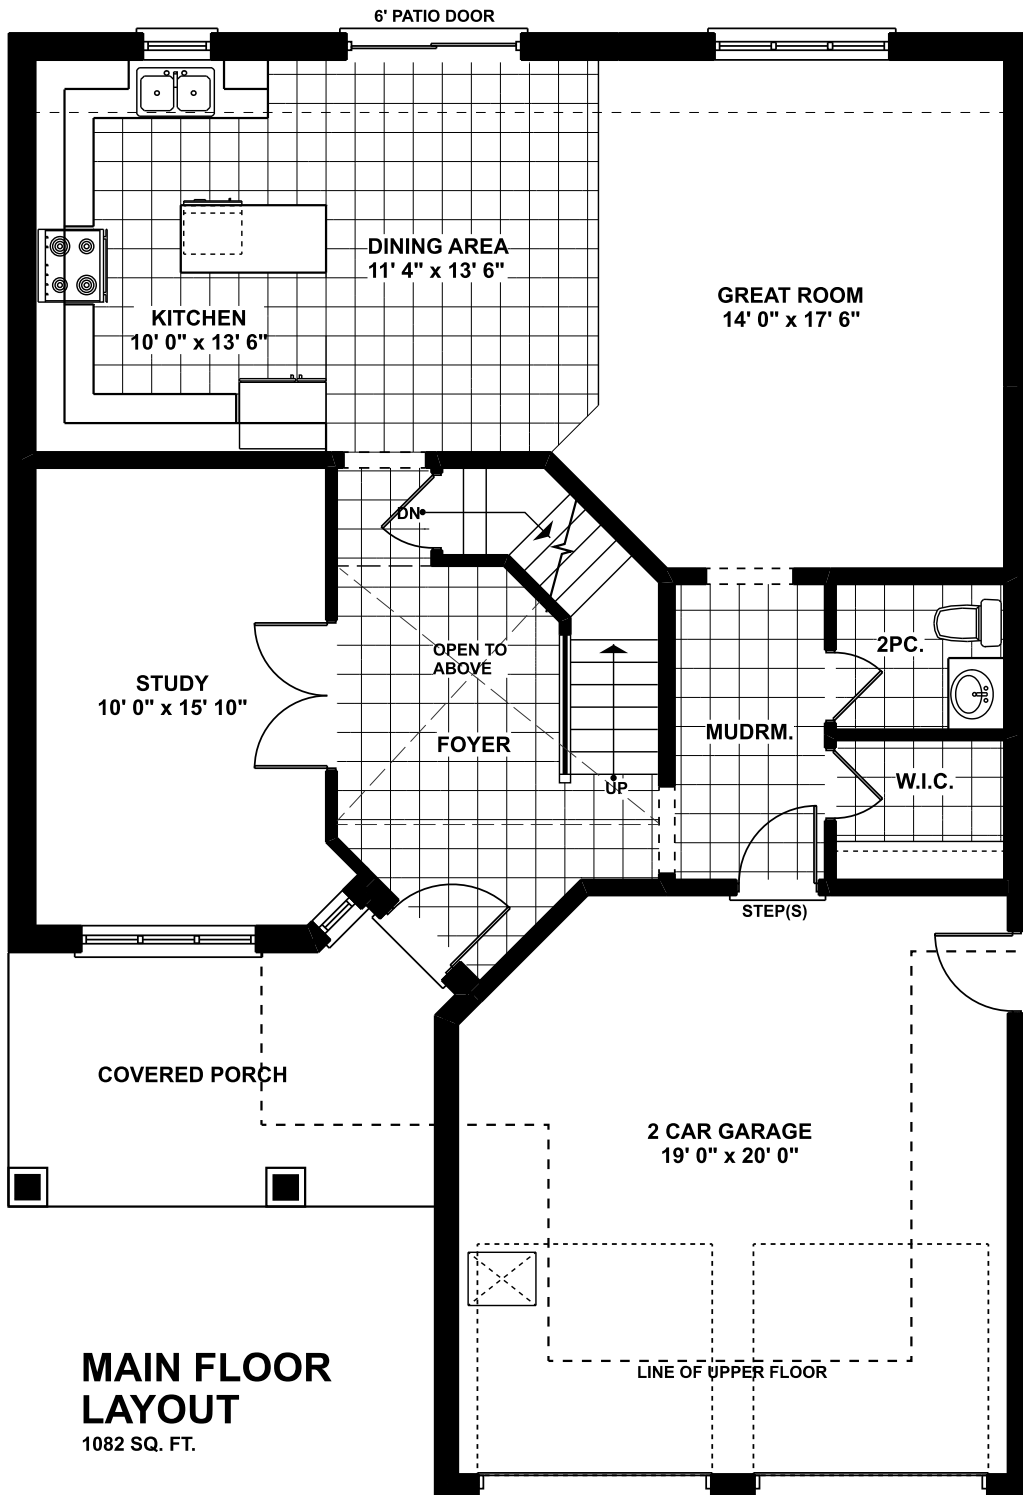 6' PATIO DOOR
DINING AREA
11' 4" x 13' 6"
GREAT ROOM
14' 0" x 17' 6"
KITCHEN
10' 0" x 13' 6"
DN
OPEN TO
ABOVE
2PC.
STUDY
10' 0" x 15' 10"
FOYER
MUDRM.
W.I.C.
UP
STEP(S)
COVERED PORCH
2 CAR GARAGE
19' 0" x 20' 0"
LINE OF UPPER FLOOR
MAIN FLOOR
LAYOUT
1082 SQ. FT.